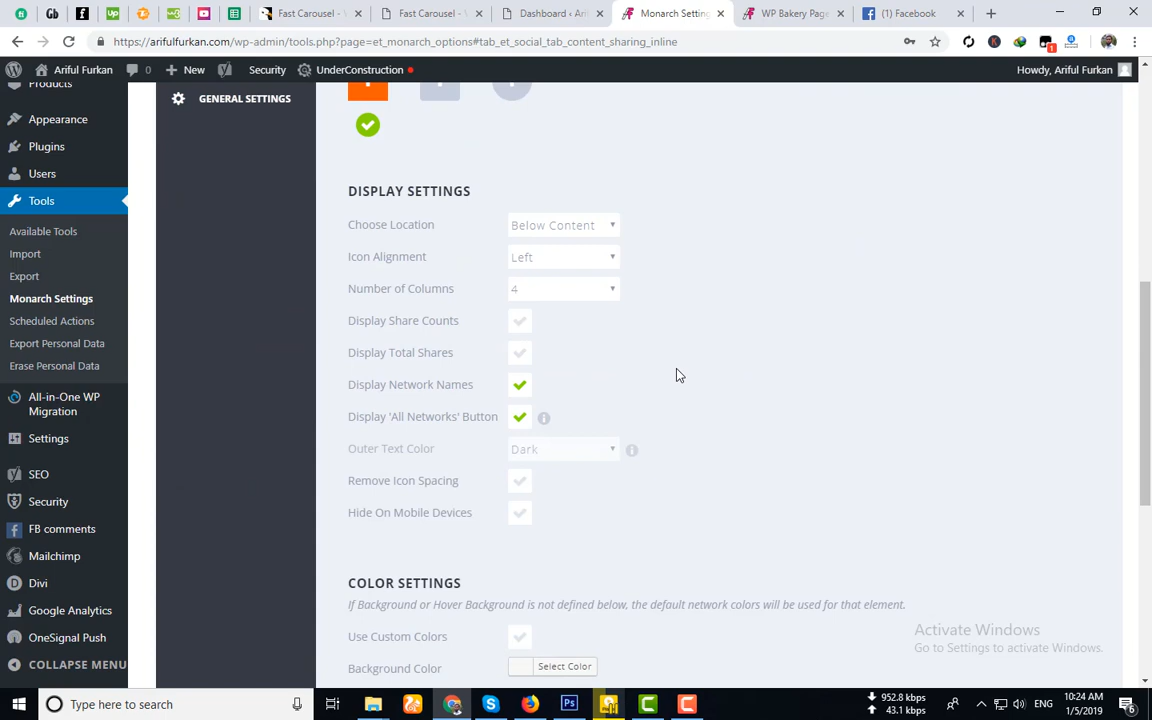 Fast Carousel - V
Fast Carousel - V
Dashboard ‹ Arif
Monarch Setting
WP Bakery Page
(1) Facebook
https://arifulfurkan.com/wp-admin/tools.php?page=et_monarch_options#tab_et_social_tab_content_sharing_inline
Ariful Furkan
0
New
Security
UnderConstruction
Howdy, Ariful Furkan
Products
Appearance
Plugins
Users
Tools
Available Tools
Import
Export
Monarch Settings
Scheduled Actions
Export Personal Data
Erase Personal Data
All-in-One WP
Migration
Settings
SEO
Security
FB comments
Mailchimp
Divi
Google Analytics
OneSignal Push
COLLAPSE MENU
GENERAL SETTINGS
DISPLAY SETTINGS
Choose Location Below Content
Icon Alignment Left
Number of Columns 4
Display Share Counts
Display Total Shares
Display Network Names
Display 'All Networks' Button
Outer Text Color Dark
Remove Icon Spacing
Hide On Mobile Devices
COLOR SETTINGS
If Background or Hover Background is not defined below, the default network colors will be used for that element.
Use Custom Colors
Background Color Select Color
Activate Windows
Go to Settings to activate Windows.
Type here to search
952.8 kbps
43.1 kbps
ENG
10:24 AM
1/5/2019
6